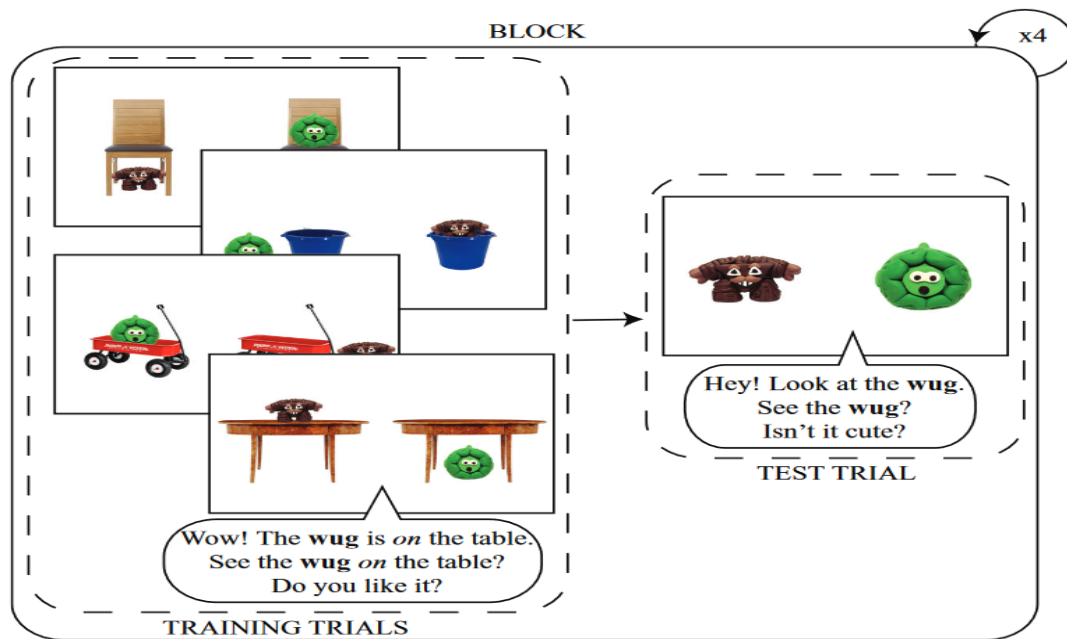 BLOCK
x4
Wow! The wug is on the table.
See the wug on the table?
Do you like it?
TRAINING TRIALS
Hey! Look at the wug.
See the wug?
Isn't it cute?
TEST TRIAL